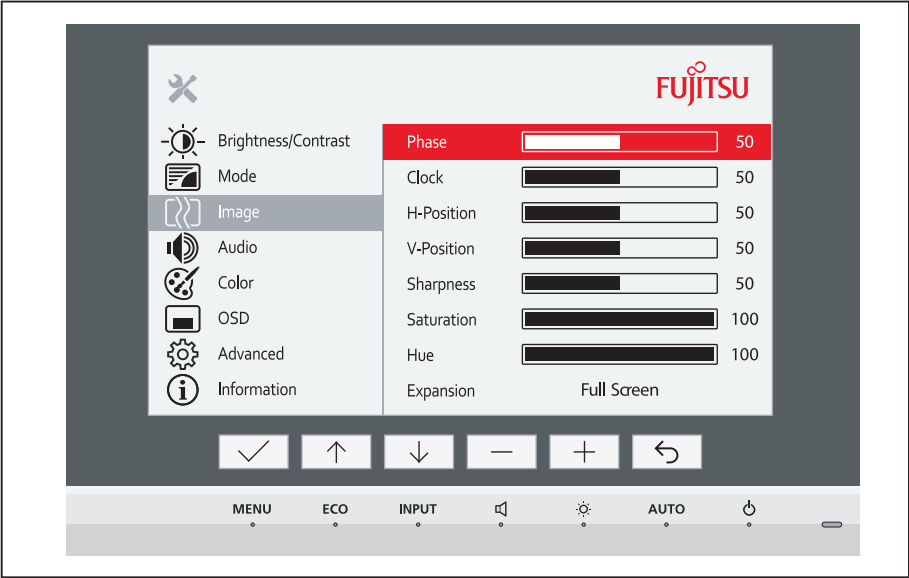 FUJITSU
Brightness/Contrast
Mode
Image
Audio
Color
OSD
Advanced
Information
Phase 50
Clock 50
H-Position 50
V-Position 50
Sharpness 50
Saturation 100
Hue 100
Expansion Full Screen
MENU ECO INPUT AUTO